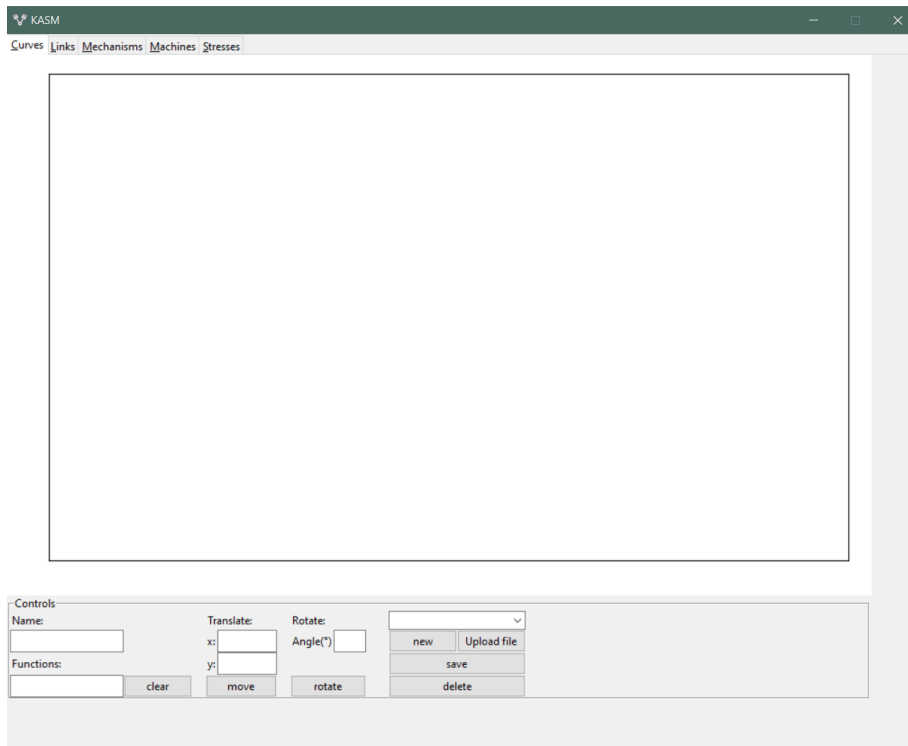 KASM
Curves Links Mechanisms Machines Stresses
Controls
Name: Translate: Rotate:
x: Angle(°) new Upload file
Functions: y: save
clear move rotate delete